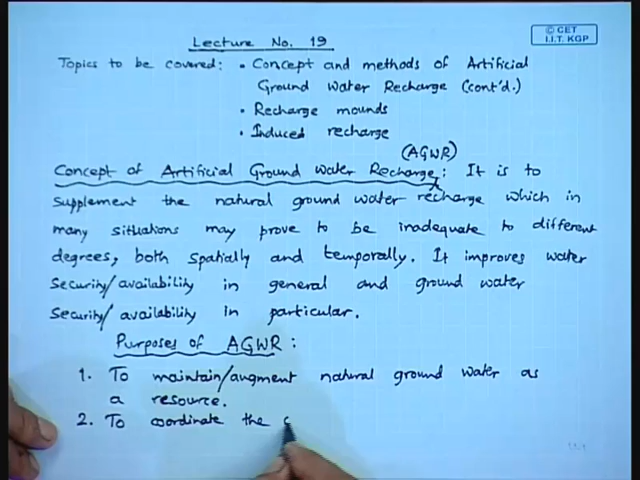 © CET
I.I.T. KGP
Lecture No. 19
Topics to be covered: • Concept and methods of Artificial
Ground Water Recharge (cont'd.)
• Recharge mounds
• Induced recharge
(AGWR)
Concept of Artificial Ground Water Recharge: It is to
supplement the natural ground water recharge which in
many situations may prove to be inadequate to different
degrees, both spatially and temporally. It improves water
security/availability in general and ground water
security/availability in particular.
Purposes of AGWR:
1. To maintain/augment natural ground water as
a resource.
2. To coordinate the